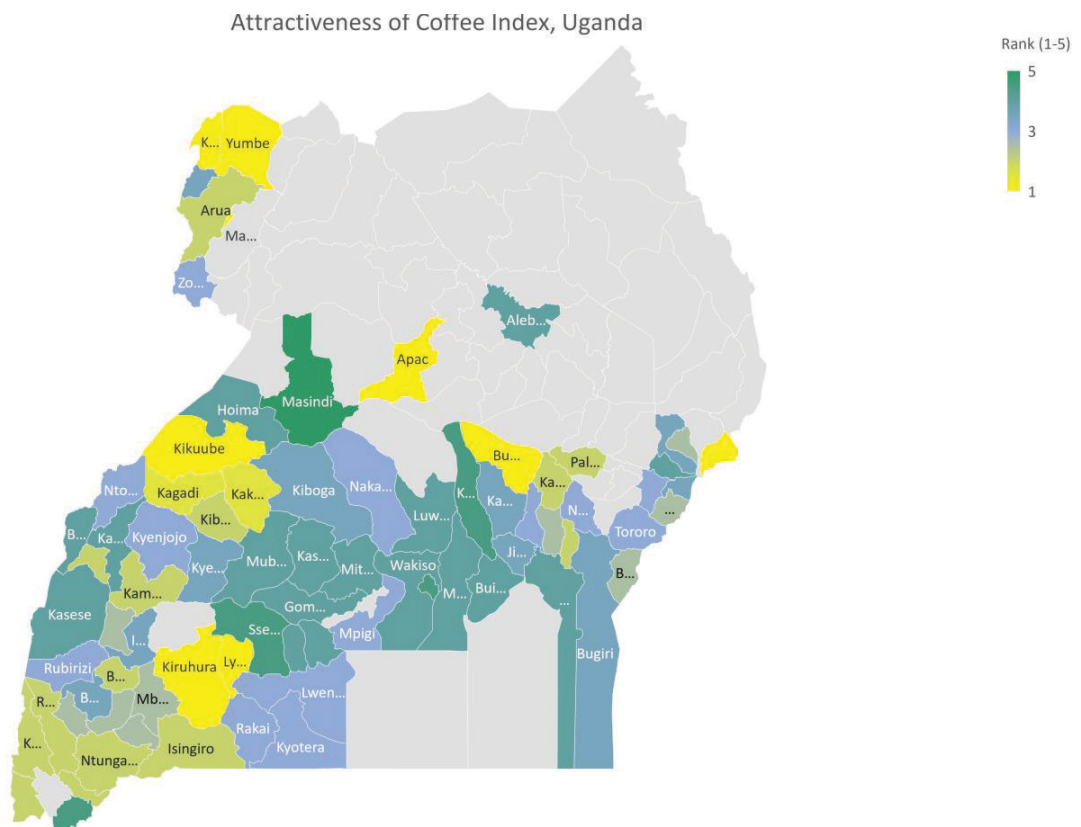 Attractiveness of Coffee Index, Uganda
Rank (1-5)
5
3
1
K...
Yumbe
Arua
Ma...
Zo...
Aleb...
Apac
Masindi
Hoima
Kikuube
Bu...
Pal...
Nto...
Kagadi
Kak...
Kiboga
Naka...
K...
Ka...
Ka...
Kib...
Luw...
N...
...
B...
Ka...
Kyenjojo
Tororo
Kye...
Mub...
Kas...
Mit...
Wakiso
Ji...
Kam...
M...
Bui...
B...
Kasese
Gom...
...
I...
Sse...
Mpigi
Bugiri
Rubirizi
B...
Kiruhura
Ly...
R...
B...
Mb...
Lwen...
K...
Ntunga...
Isingiro
Rakai
Kyotera